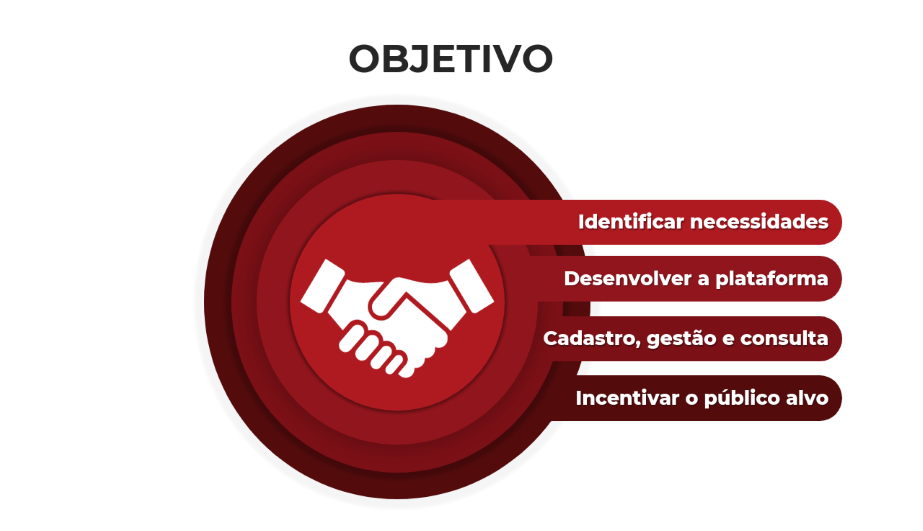 OBJETIVO
Identificar necessidades
Desenvolver a plataforma
Cadastro, gestão e consulta
Incentivar o público alvo